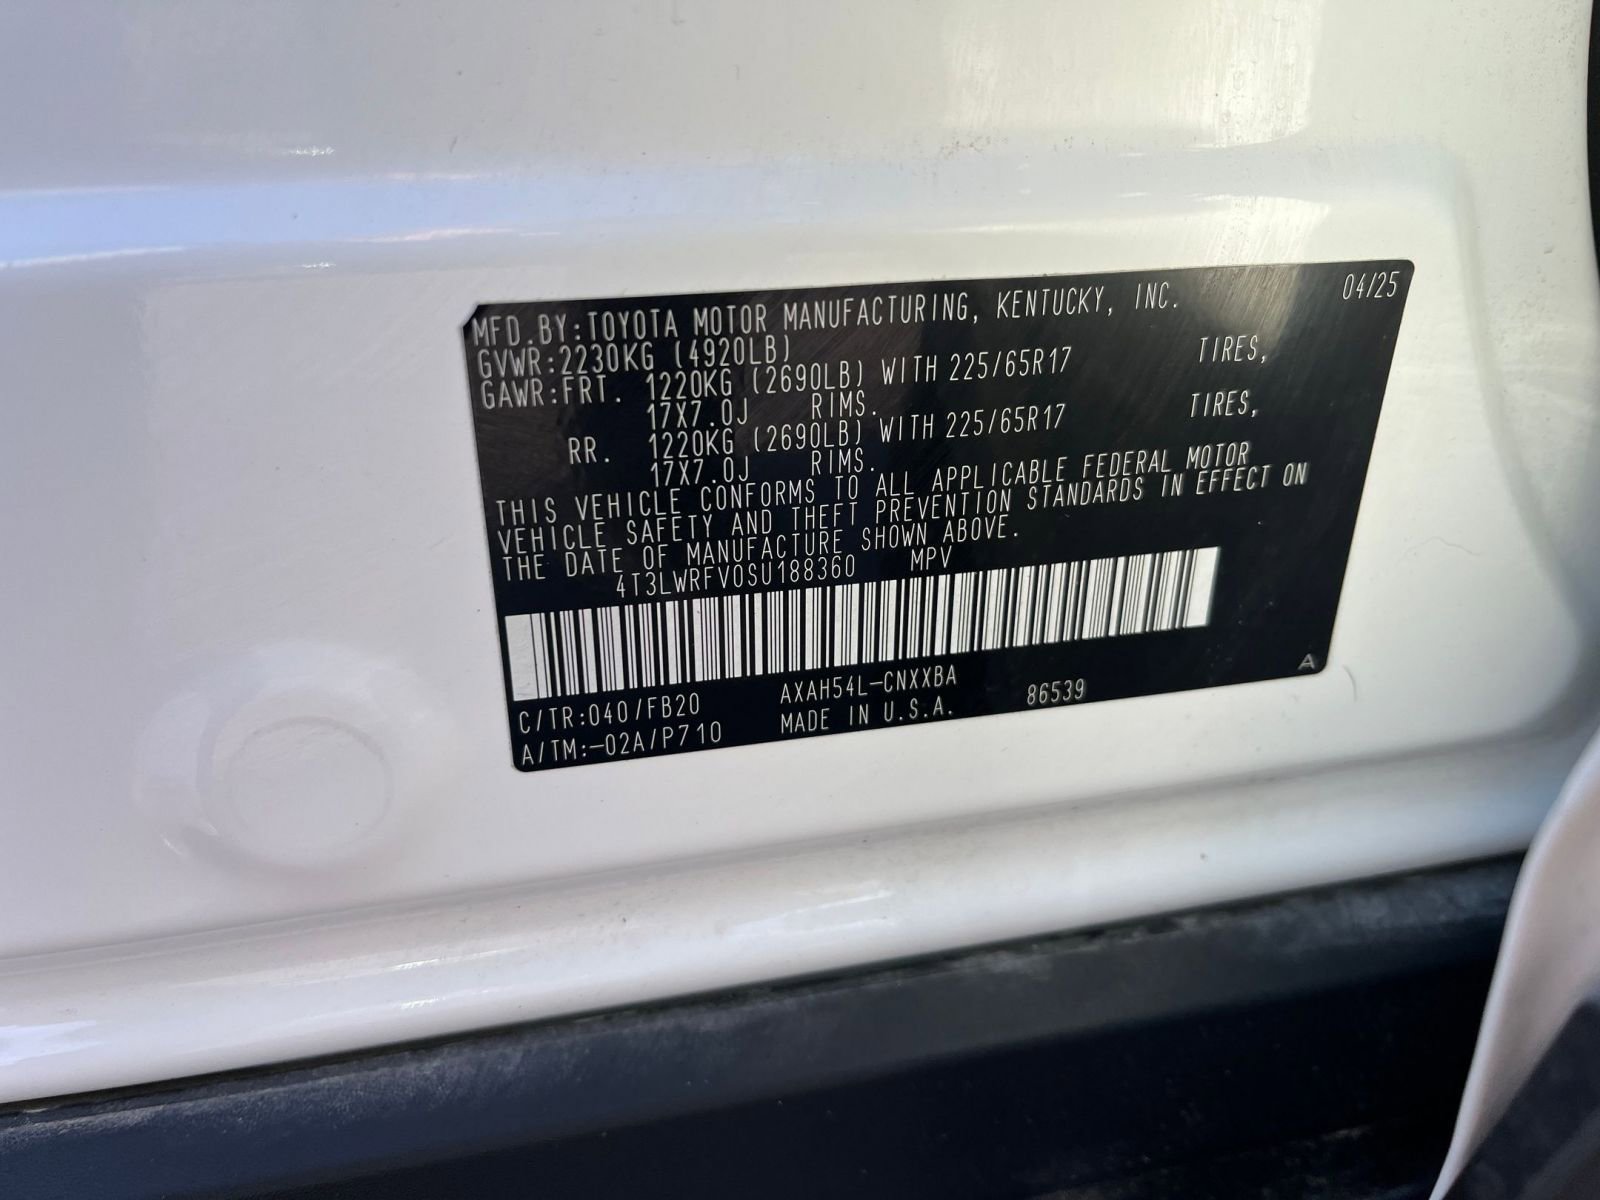 MFD.BY:TOYOTA MOTOR MANUFACTURING, KENTUCKY, INC. 04/25
GVWR:2230KG (4920LB)
GAWR:FRT. 1220KG (2690LB) WITH 225/65R17 TIRES,
17X7.0J RIMS.
RR. 1220KG (2690LB) WITH 225/65R17 TIRES,
17X7.0J RIMS.
THIS VEHICLE CONFORMS TO ALL APPLICABLE FEDERAL MOTOR
VEHICLE SAFETY AND THEFT PREVENTION STANDARDS IN EFFECT ON
THE DATE OF MANUFACTURE SHOWN ABOVE.
4T3LWRFV0SU188360 MPV
C/TR:040/FB20 AXAH54L-CNXXBA 86539 A
A/TM:-02A/P710 MADE IN U.S.A.